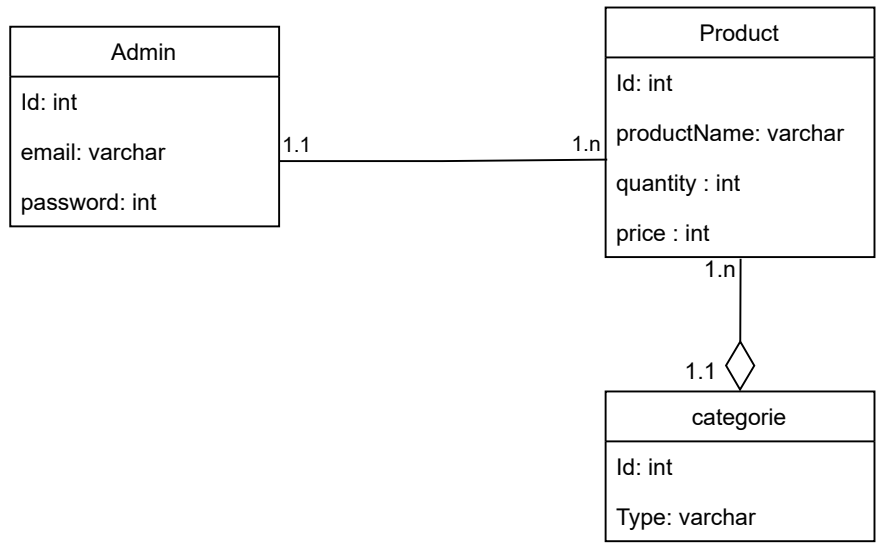 Admin
Id: int
email: varchar
password: int
1.1
1.n
Product
Id: int
productName: varchar
quantity : int
price : int
1.n
1.1
categorie
Id: int
Type: varchar